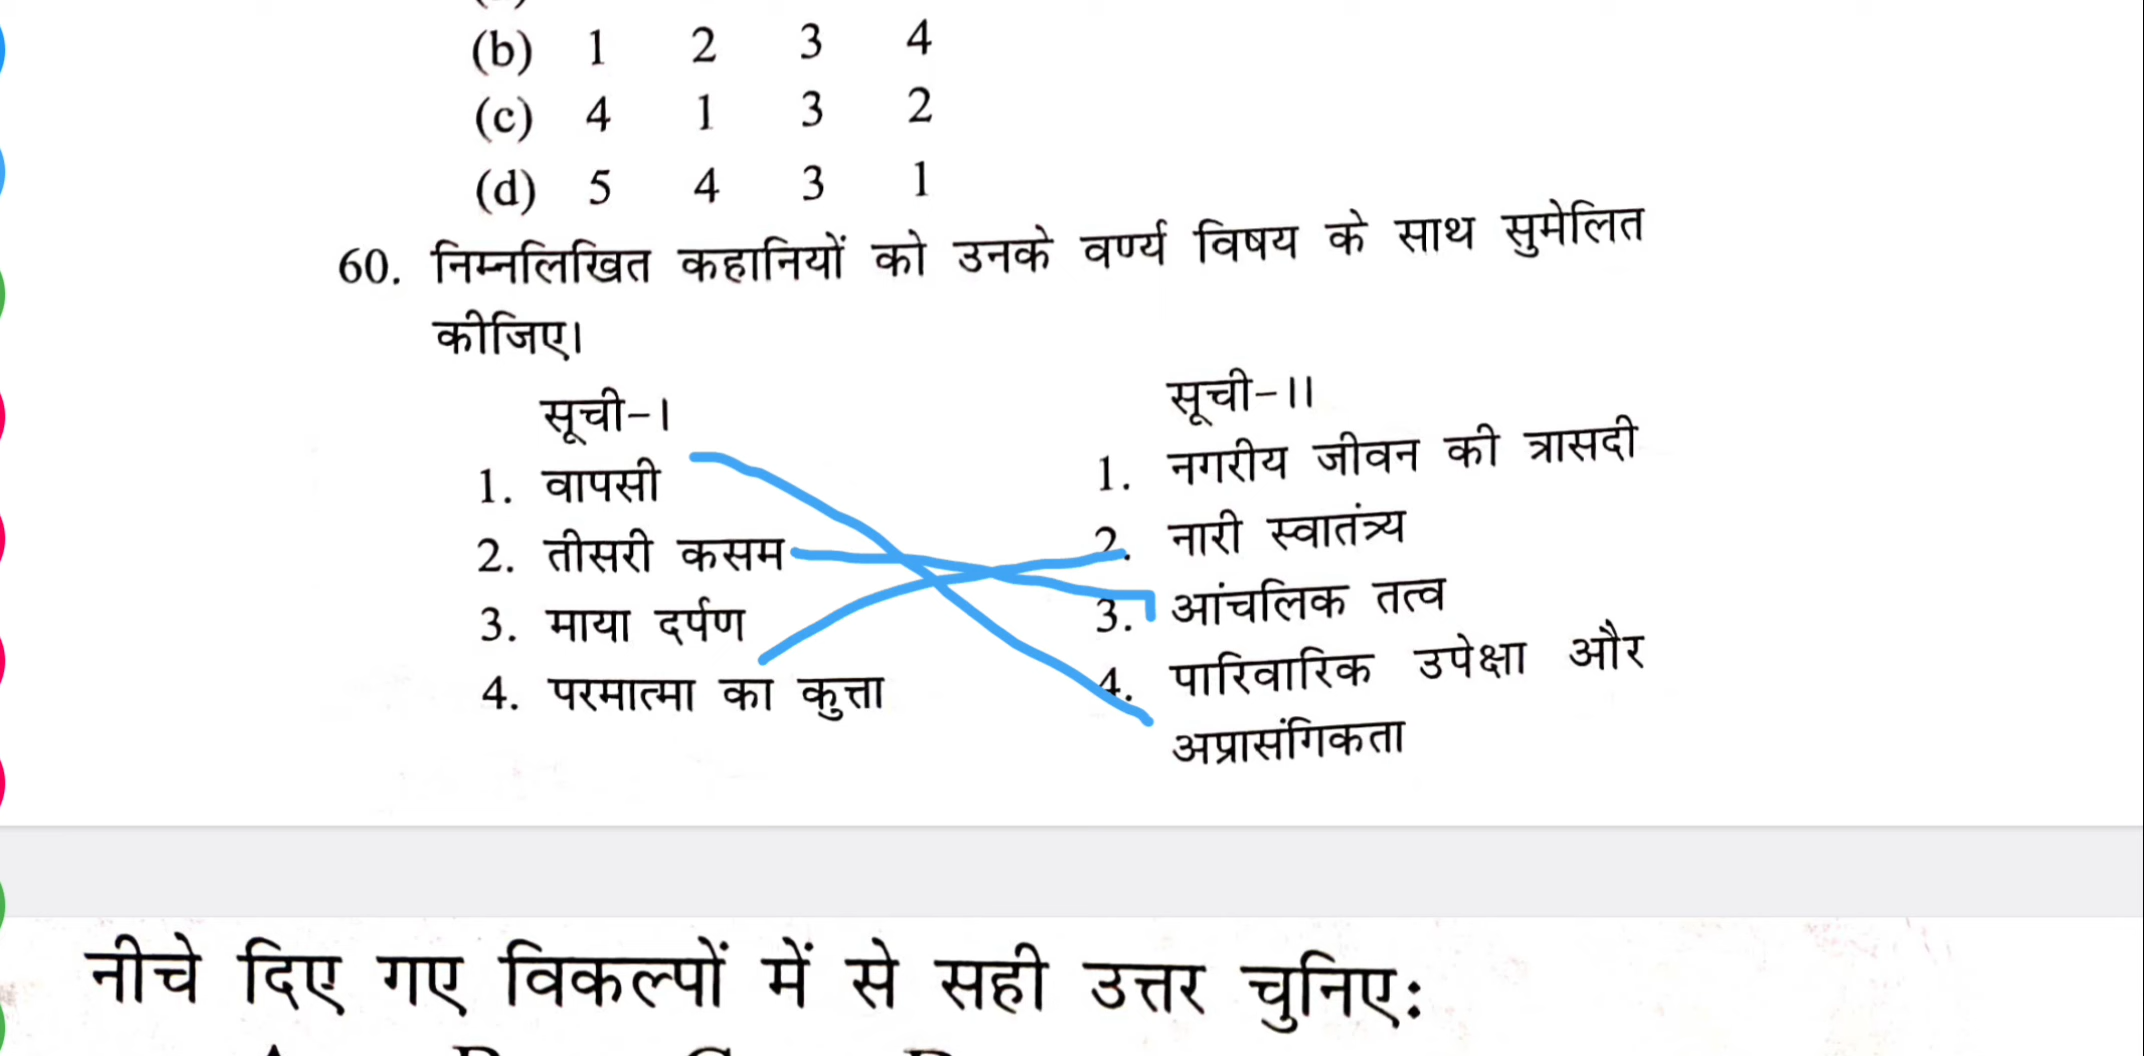 (b) 1 2 3 4
(c) 4 1 3 2
(d) 5 4 3 1
60. निम्नलिखित कहानियों को उनके वर्ण्य विषय के साथ सुमेलित
कीजिए।
सूची-I सूची-II
1. वापसी 1. नगरीय जीवन की त्रासदी
2. तीसरी कसम 2. नारी स्वातंत्र्य
3. माया दर्पण 3. आंचलिक तत्व
4. परमात्मा का कुत्ता 4. पारिवारिक उपेक्षा और
अप्रासंगिकता
नीचे दिए गए विकल्पों में से सही उत्तर चुनिए: